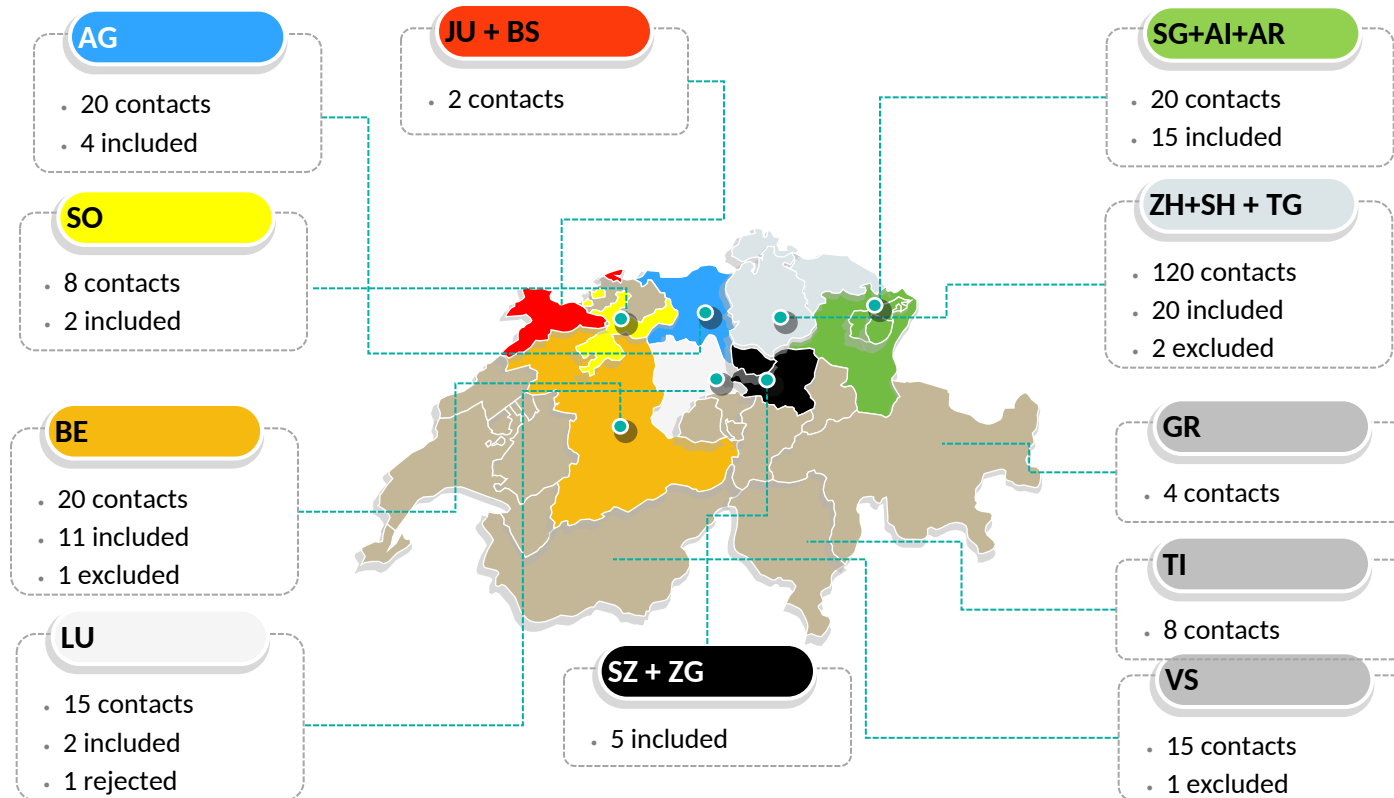 AG
20 contacts
4 included
JU + BS
2 contacts
SG+AI+AR
20 contacts
15 included
SO
8 contacts
2 included
ZH+SH + TG
120 contacts
20 included
2 excluded
BE
20 contacts
11 included
1 excluded
GR
4 contacts
TI
8 contacts
LU
15 contacts
2 included
1 rejected
SZ + ZG
5 included
VS
15 contacts
1 excluded